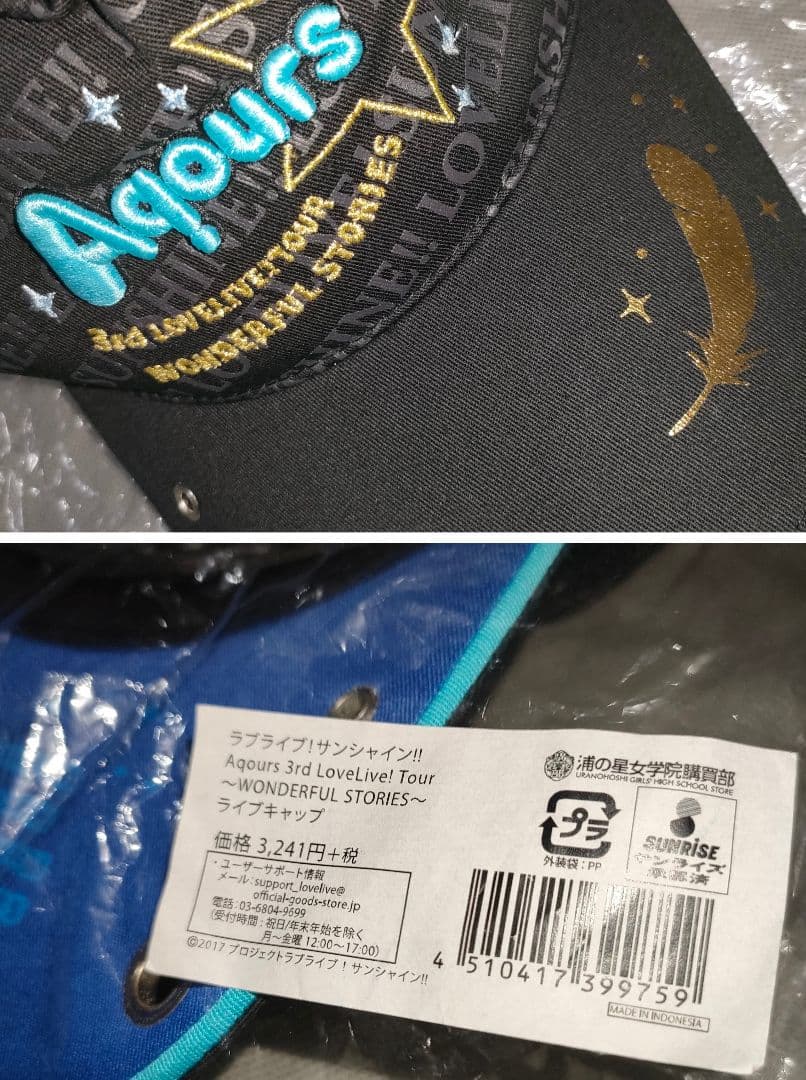 Aqours
3rd LoveLive! TOUR
WONDERFUL STORIES
SHINE!! LOVELI
ラブライブ！サンシャイン!!
Aqours 3rd LoveLive! Tour
〜WONDERFUL STORIES〜
ライブキャップ
価格 3,241円+税
・ユーザーサポート情報
メール：support_lovelive@
official-goods-store.jp
電話：03-6804-9699
（受付時間：祝日/年末年始を除く
月〜金曜 12:00〜17:00）
©2017 プロジェクトラブライブ！サンシャイン!!
浦の星女学院購買部
URANOHOSHI GIRLS' HIGH SCHOOL STORE
プラ
外装袋：PP
SUNRISE
サンライズ
承認済
4 510417 399759
MADE IN INDONESIA